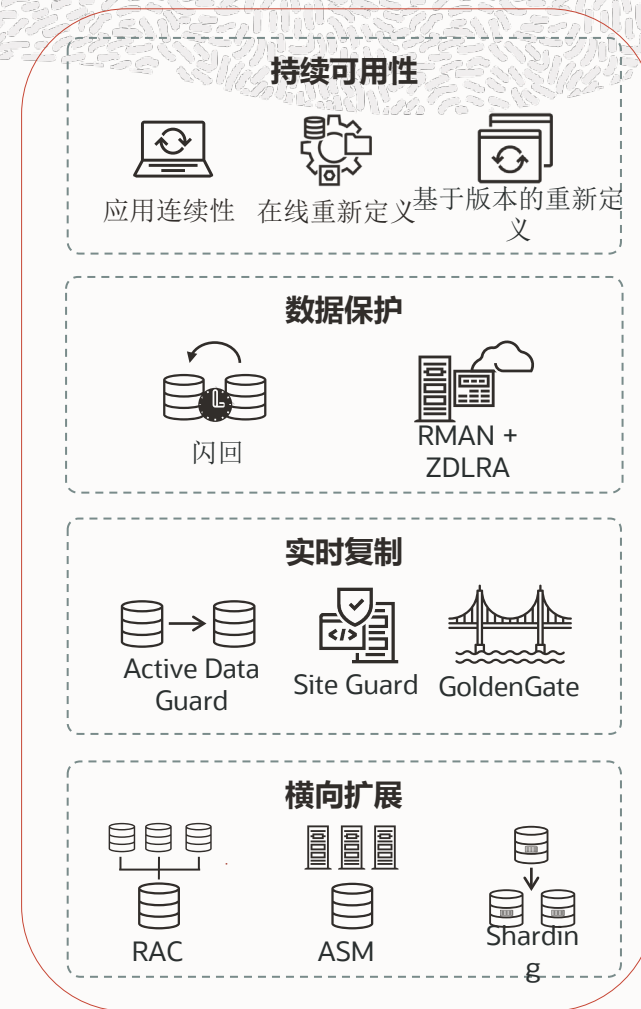 持续可用性
应用连续性
在线重新定义
基于版本的重新定
义
数据保护
闪回
RMAN +
ZDLRA
实时复制
Active Data
Guard
</>
Site Guard
GoldenGate
横向扩展
RAC
ASM
Shardin
g